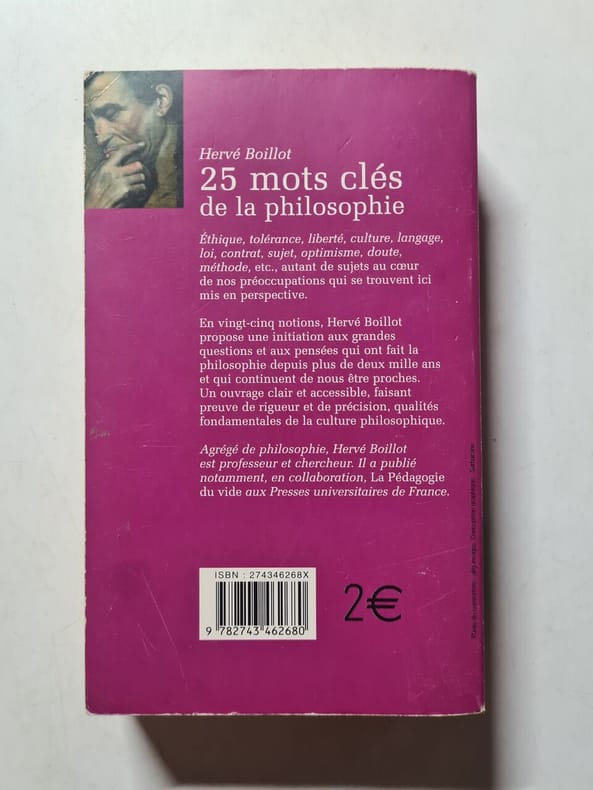 Hervé Boillot
25 mots clés
de la philosophie
Éthique, tolérance, liberté, culture, langage,
loi, contrat, sujet, optimisme, doute,
méthode, etc., autant de sujets au cœur
de nos préoccupations qui se trouvent ici
mis en perspective.
En vingt-cinq notions, Hervé Boillot
propose une initiation aux grandes
questions et aux pensées qui ont fait la
philosophie depuis plus de deux mille ans
et qui continuent de nous être proches.
Un ouvrage clair et accessible, faisant
preuve de rigueur et de précision, qualités
fondamentales de la culture philosophique.
Agrégé de philosophie, Hervé Boillot
est professeur et chercheur. Il a publié
notamment, en collaboration, La Pédagogie
du vide aux Presses universitaires de France.
ISBN : 274346268X
9 782743 462680
2€